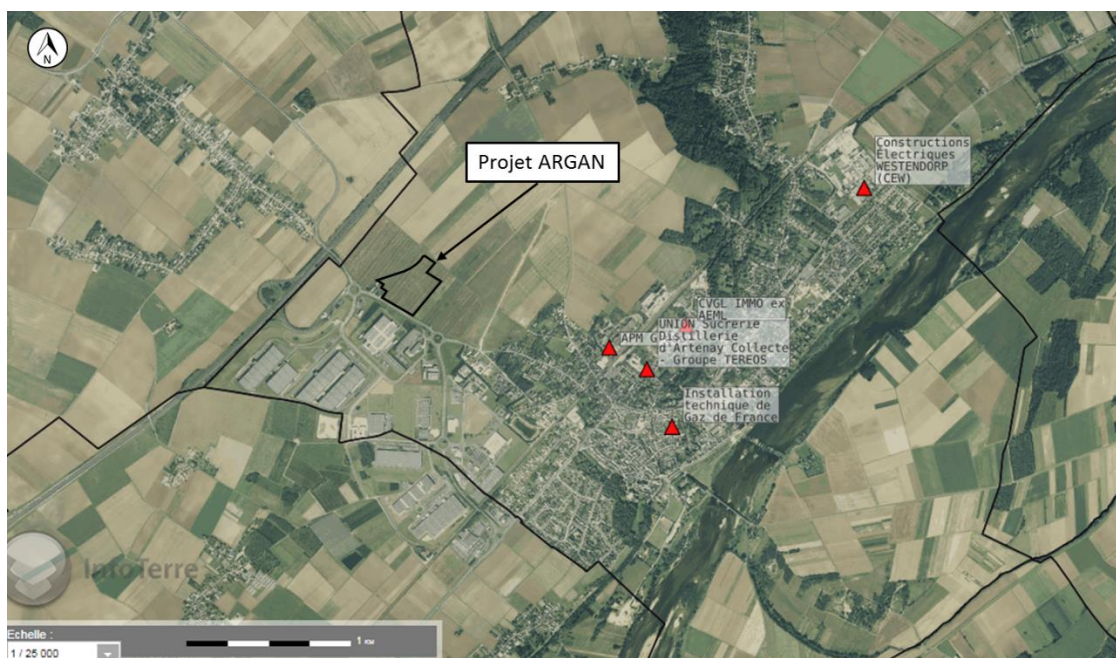 N
Projet ARGAN
Constructions
Électriques
WESTENDORP
(CEW)
CVGL IMMO ex
AEML
APM G
UNION Sucrerie
Distillerie
d'Artenay Collecte
- Groupe TEREOS
Installation
technique de
Gaz de France
InfoTerre
Echelle :
1 / 25 000
1 KM